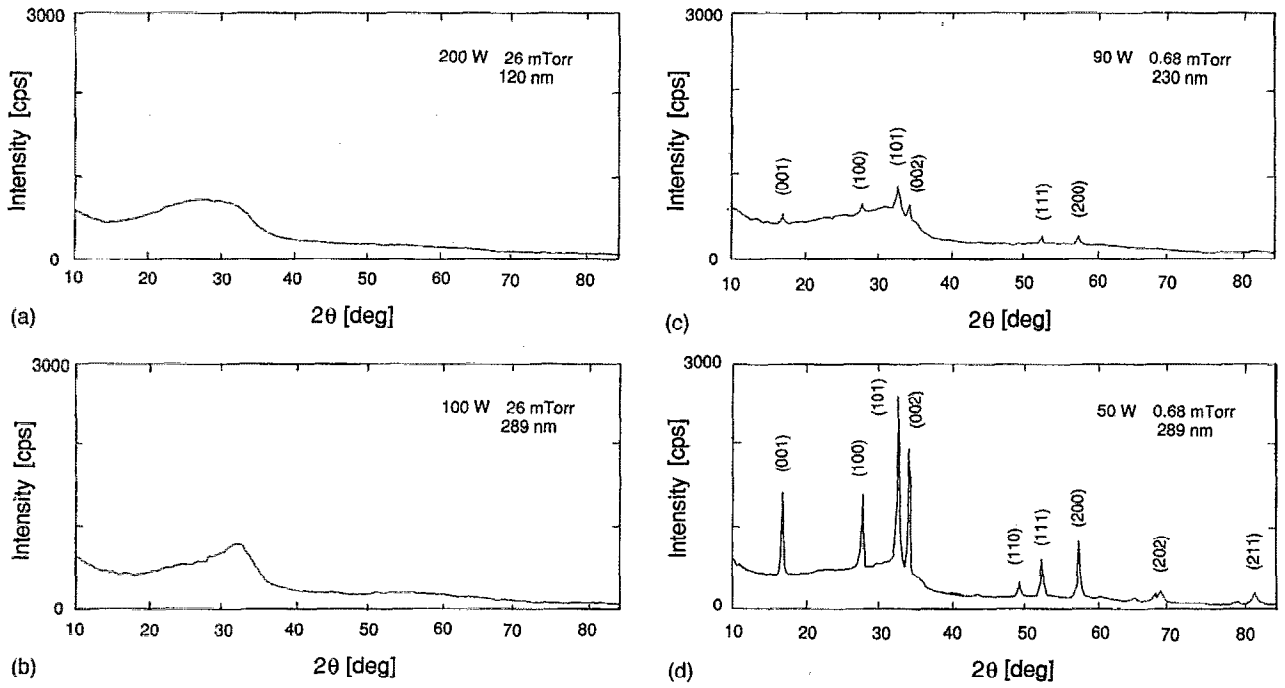 3000
200 W 26 mTorr
120 nm
Intensity [cps]
0
10 20 30 40 50 60 70 80
2θ [deg]
(a)
3000
100 W 26 mTorr
289 nm
Intensity [cps]
0
10 20 30 40 50 60 70 80
2θ [deg]
(b)
3000
90 W 0.68 mTorr
230 nm
Intensity [cps]
(001)
(100)
(101)
(002)
(111)
(200)
0
10 20 30 40 50 60 70 80
2θ [deg]
(c)
3000
50 W 0.68 mTorr
289 nm
Intensity [cps]
(001)
(100)
(101)
(002)
(110)
(111)
(200)
(202)
(211)
0
10 20 30 40 50 60 70 80
2θ [deg]
(d)